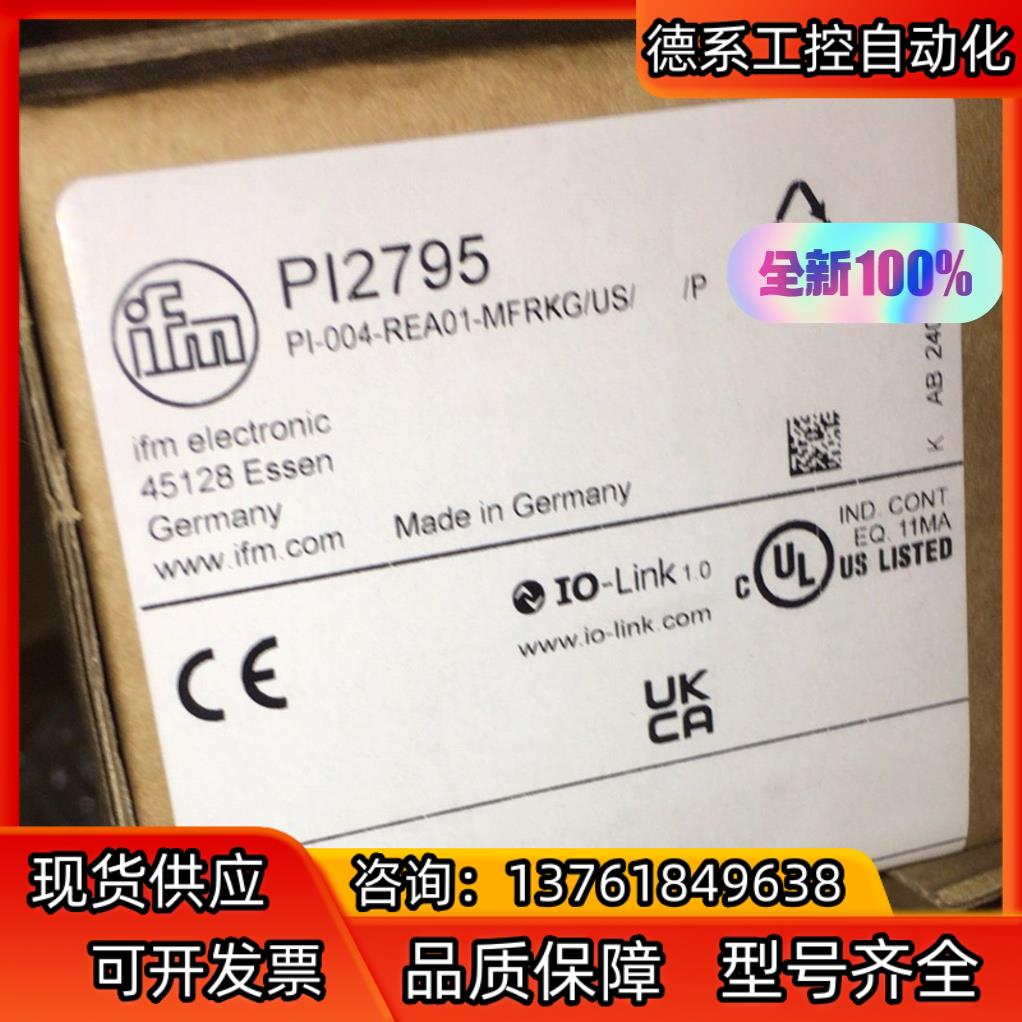 德系工控自动化
ifm
PI2795
PI-004-REA01-MFRKG/US/ /P
全新100%
AB 240
K
ifm electronic
45128 Essen
Germany
www.ifm.com
Made in Germany
IO-Link 1.0
www.io-link.com
C UL US LISTED
IND. CONT.
EQ. 11MA
CE
UK
CA
现货供应
咨询：13761849638
可开发票
品质保障
型号齐全